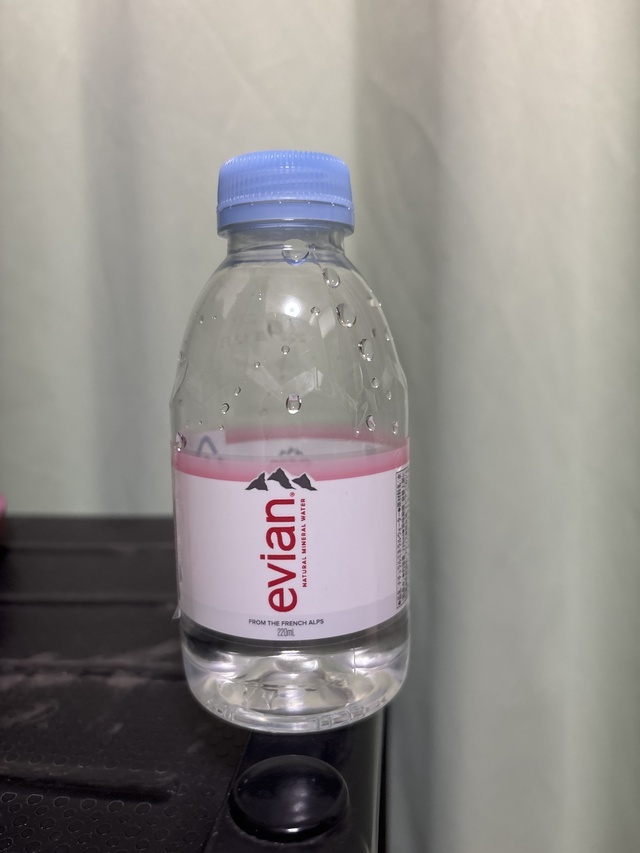 evian®
NATURAL MINERAL WATER
FROM THE FRENCH ALPS
220mL